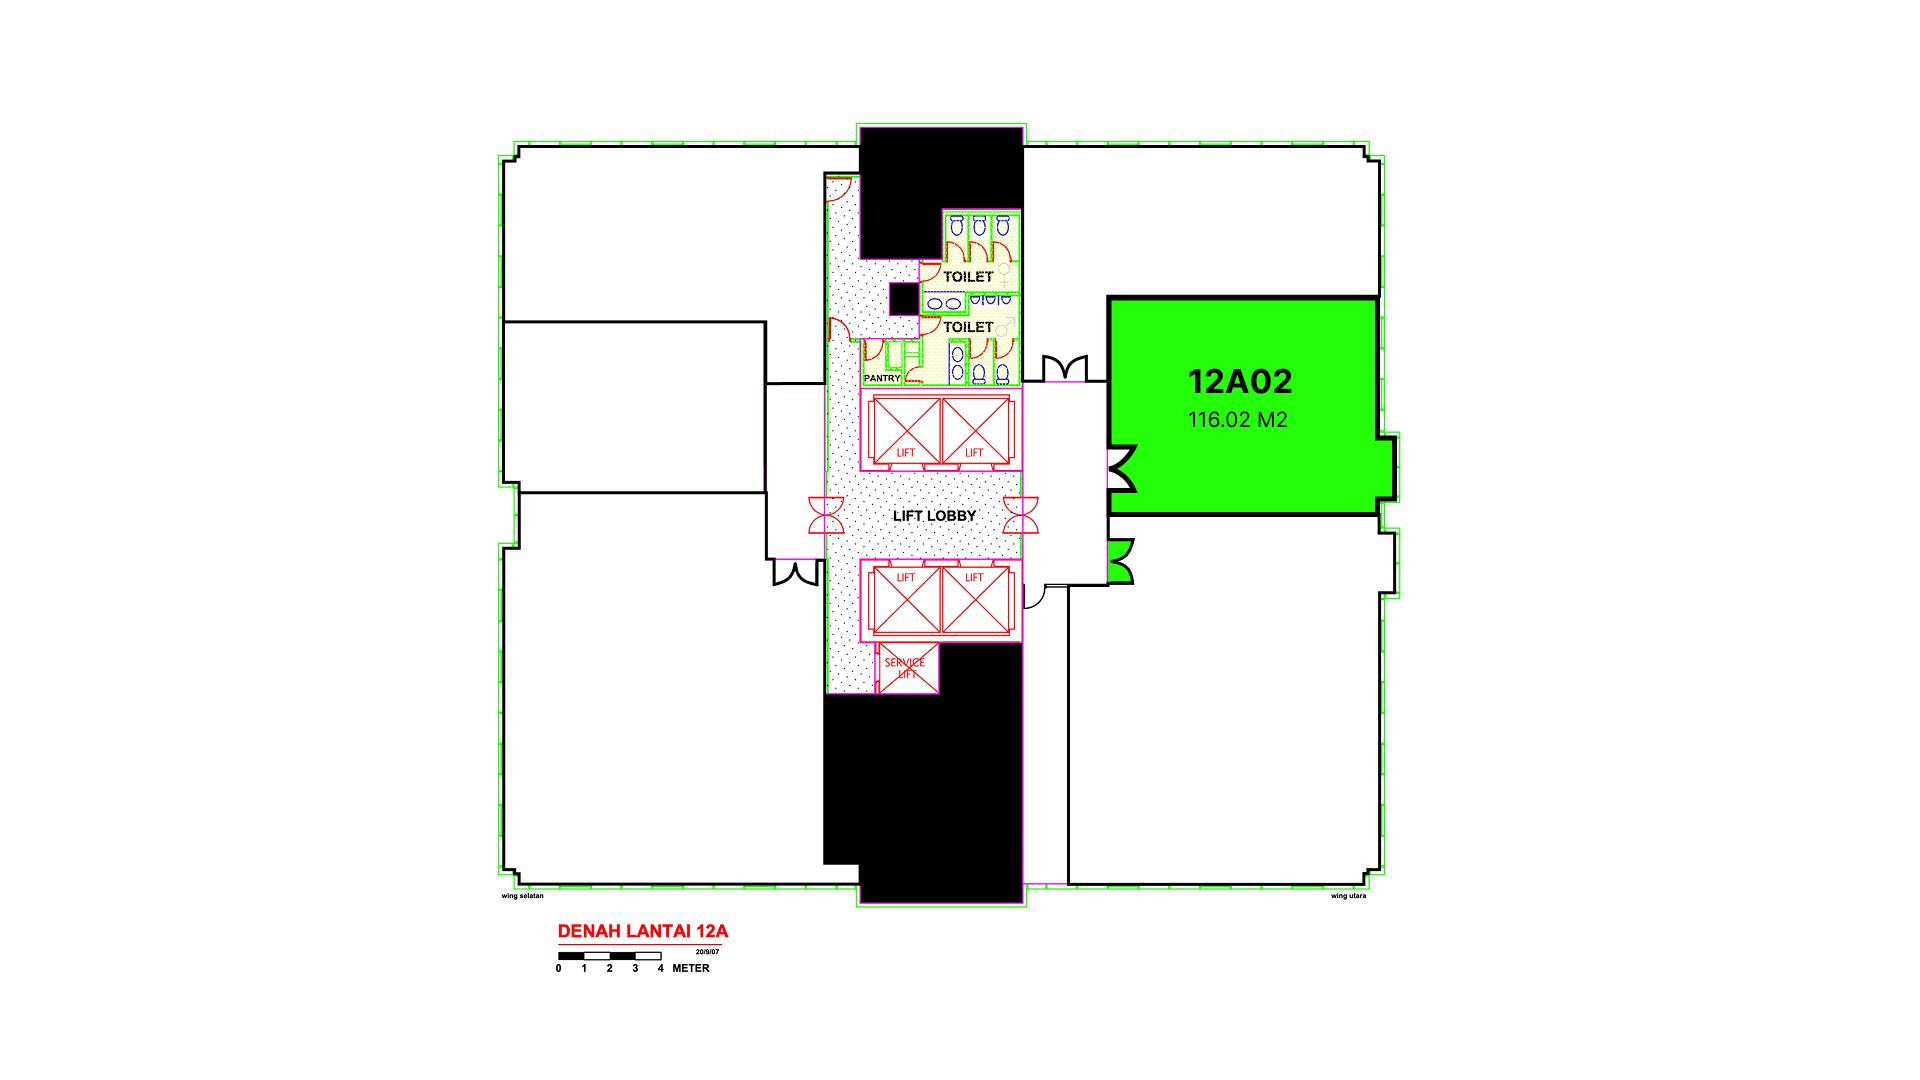 TOILET
TOILET
PANTRY
12A02
116.02 M2
LIFT
LIFT
LIFT LOBBY
LIFT
LIFT
SERVICE
LIFT
wing selatan
wing utara
DENAH LANTAI 12A
20/9/07
0 1 2 3 4 METER